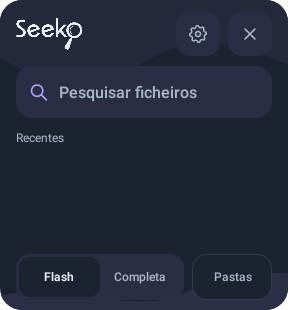 Seeko
Pesquisar ficheiros
Recentes
Flash
Completa
Pastas